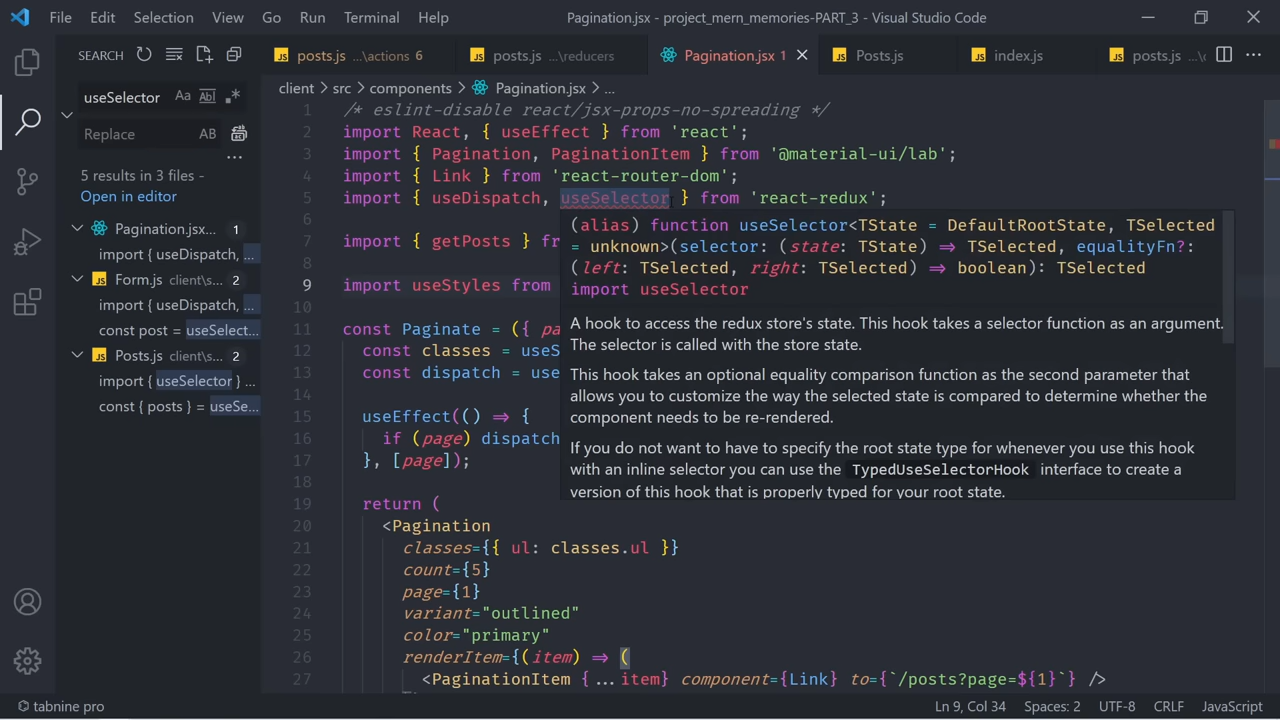 File Edit Selection View Go Run Terminal Help
Pagination.jsx - project_mern_memories-PART_3 - Visual Studio Code
SEARCH
useSelector Aa Ab .*
Replace AB
...
5 results in 3 files -
Open in editor
Pagination.jsx... 1
import { useDispatch, ...
Form.js client\s... 2
import { useDispatch, ...
const post = useSelect...
Posts.js client\s... 2
import { useSelector } ...
const { posts } = useSe...
posts.js ...\actions 6
posts.js ...\reducers
Pagination.jsx 1
Posts.js
index.js
posts.js ...\c
client > src > components > Pagination.jsx > ...
1 /* eslint-disable react/jsx-props-no-spreading */
2 import React, { useEffect } from 'react';
3 import { Pagination, PaginationItem } from '@material-ui/lab';
4 import { Link } from 'react-router-dom';
5 import { useDispatch, useSelector } from 'react-redux';
6
7 import { getPosts } fr
8
9 import useStyles from
10
11 const Paginate = ({ pa
12 const classes = useS
13 const dispatch = use
14
15 useEffect(() => {
16 if (page) dispatch
17 }, [page]);
18
19 return (
20 <Pagination
21 classes={{ ul: classes.ul }}
22 count={5}
23 page={1}
24 variant="outlined"
25 color="primary"
26 renderItem={(item) => (
27 <PaginationItem {...item} component={Link} to={`/posts?page=${1}`} />
(alias) function useSelector<TState = DefaultRootState, TSelected
= unknown>(selector: (state: TState) => TSelected, equalityFn?:
(left: TSelected, right: TSelected) => boolean): TSelected
import useSelector
A hook to access the redux store's state. This hook takes a selector function as an argument.
The selector is called with the store state.
This hook takes an optional equality comparison function as the second parameter that
allows you to customize the way the selected state is compared to determine whether the
component needs to be re-rendered.
If you do not want to have to specify the root state type for whenever you use this hook
with an inline selector you can use the TypedUseSelectorHook interface to create a
version of this hook that is properly typed for your root state.
tabnine pro
Ln 9, Col 34 Spaces: 2 UTF-8 CRLF JavaScript